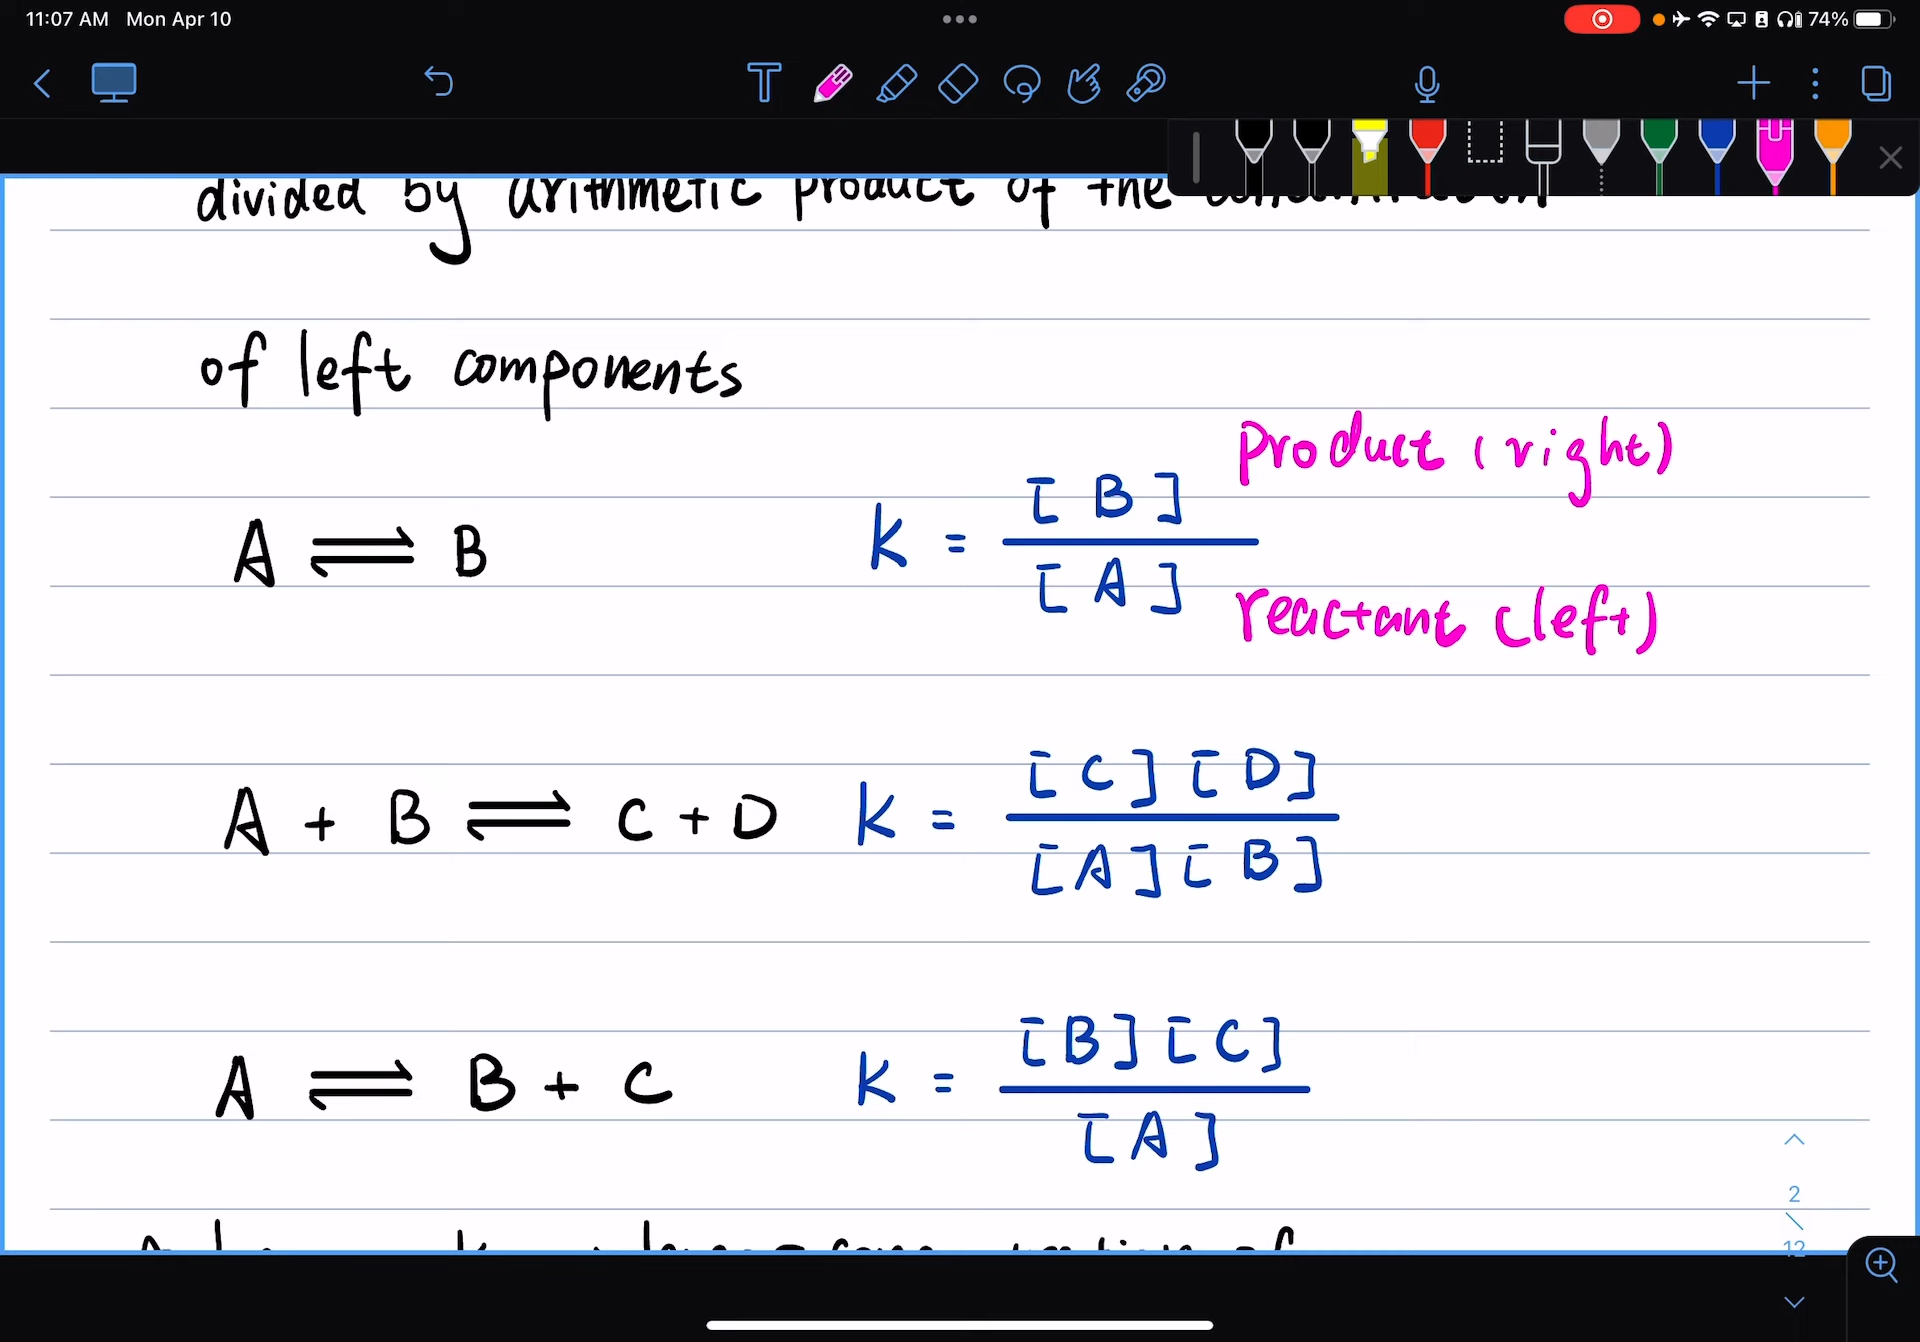 11:07 AM Mon Apr 10
74%
divided by arithmetic product of the
of left components
product (right)
A ⇌ B K = [B] / [A]
reactant (left)
A + B ⇌ C + D K = [C][D] / [A][B]
A ⇌ B + C K = [B][C] / [A]
2
12